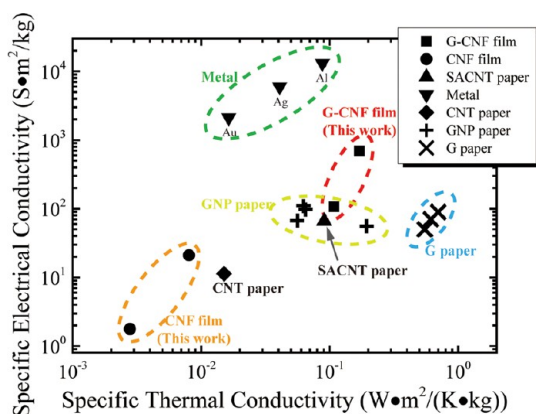 Specific Electrical Conductivity (S•m²/kg)
10⁴
10³
10²
10¹
10⁰
10⁻³
10⁻²
10⁻¹
10⁰
Specific Thermal Conductivity (W•m²/(K•kg))
G-CNF film
CNF film
SACNT paper
Metal
CNT paper
GNP paper
G paper
Metal
Al
Ag
Au
G-CNF film
(This work)
GNP paper
SACNT paper
G paper
CNT paper
CNF film
(This work)